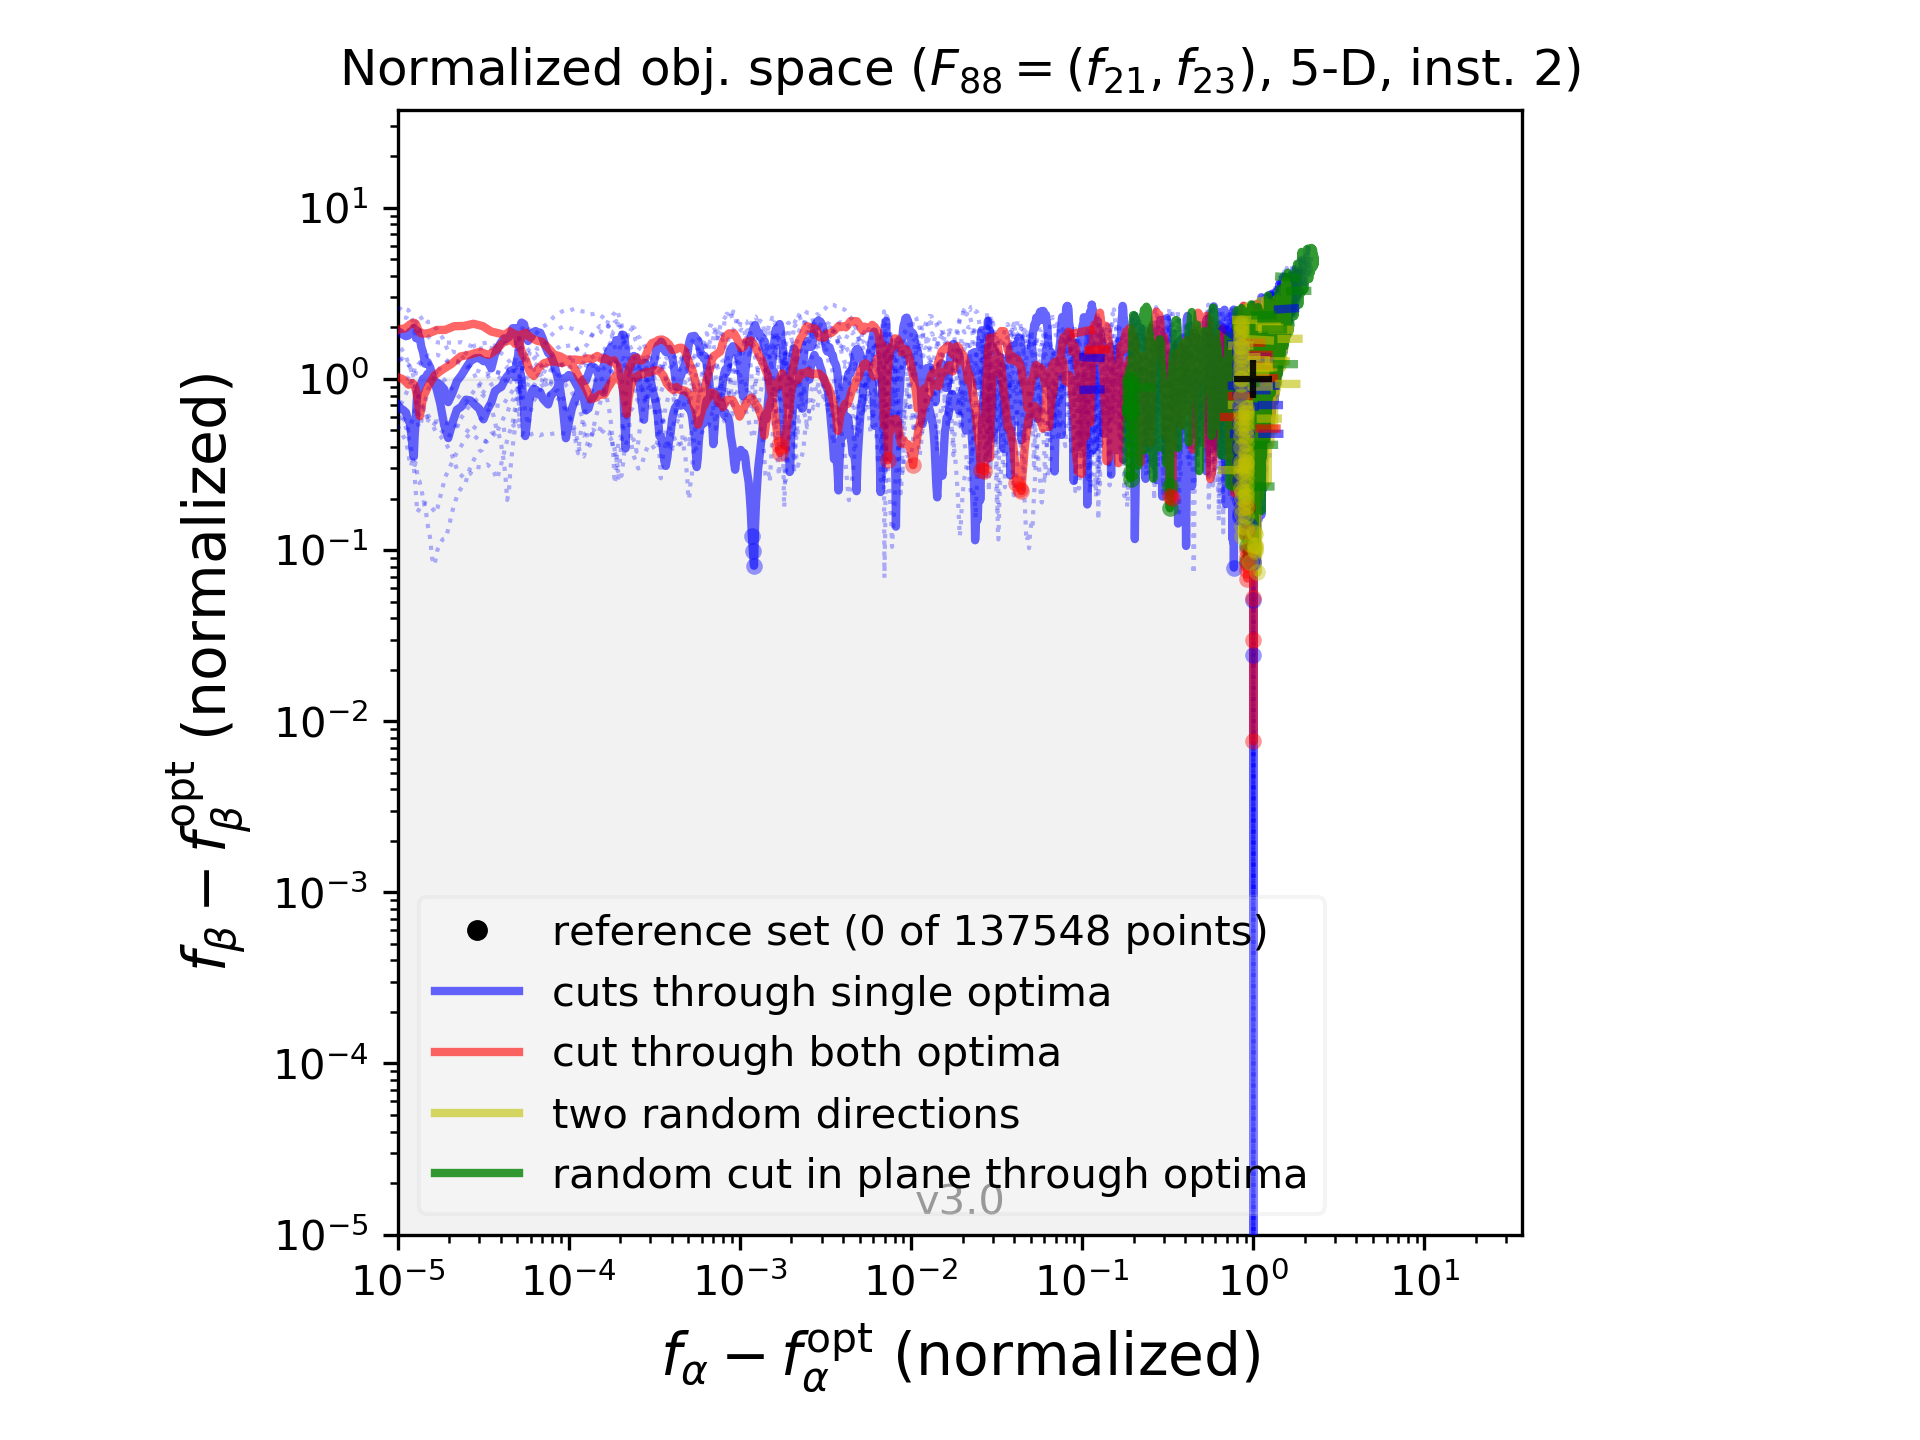 Normalized obj. space (F₈₈ = (f₂₁, f₂₃), 5-D, inst. 2)
10¹
10⁰
10⁻¹
10⁻²
10⁻³
10⁻⁴
10⁻⁵
f_β − f_β^opt (normalized)
reference set (0 of 137548 points)
cuts through single optima
cut through both optima
two random directions
random cut in plane through optima
v3.0
10⁻⁵ 10⁻⁴ 10⁻³ 10⁻² 10⁻¹ 10⁰ 10¹
f_α − f_α^opt (normalized)